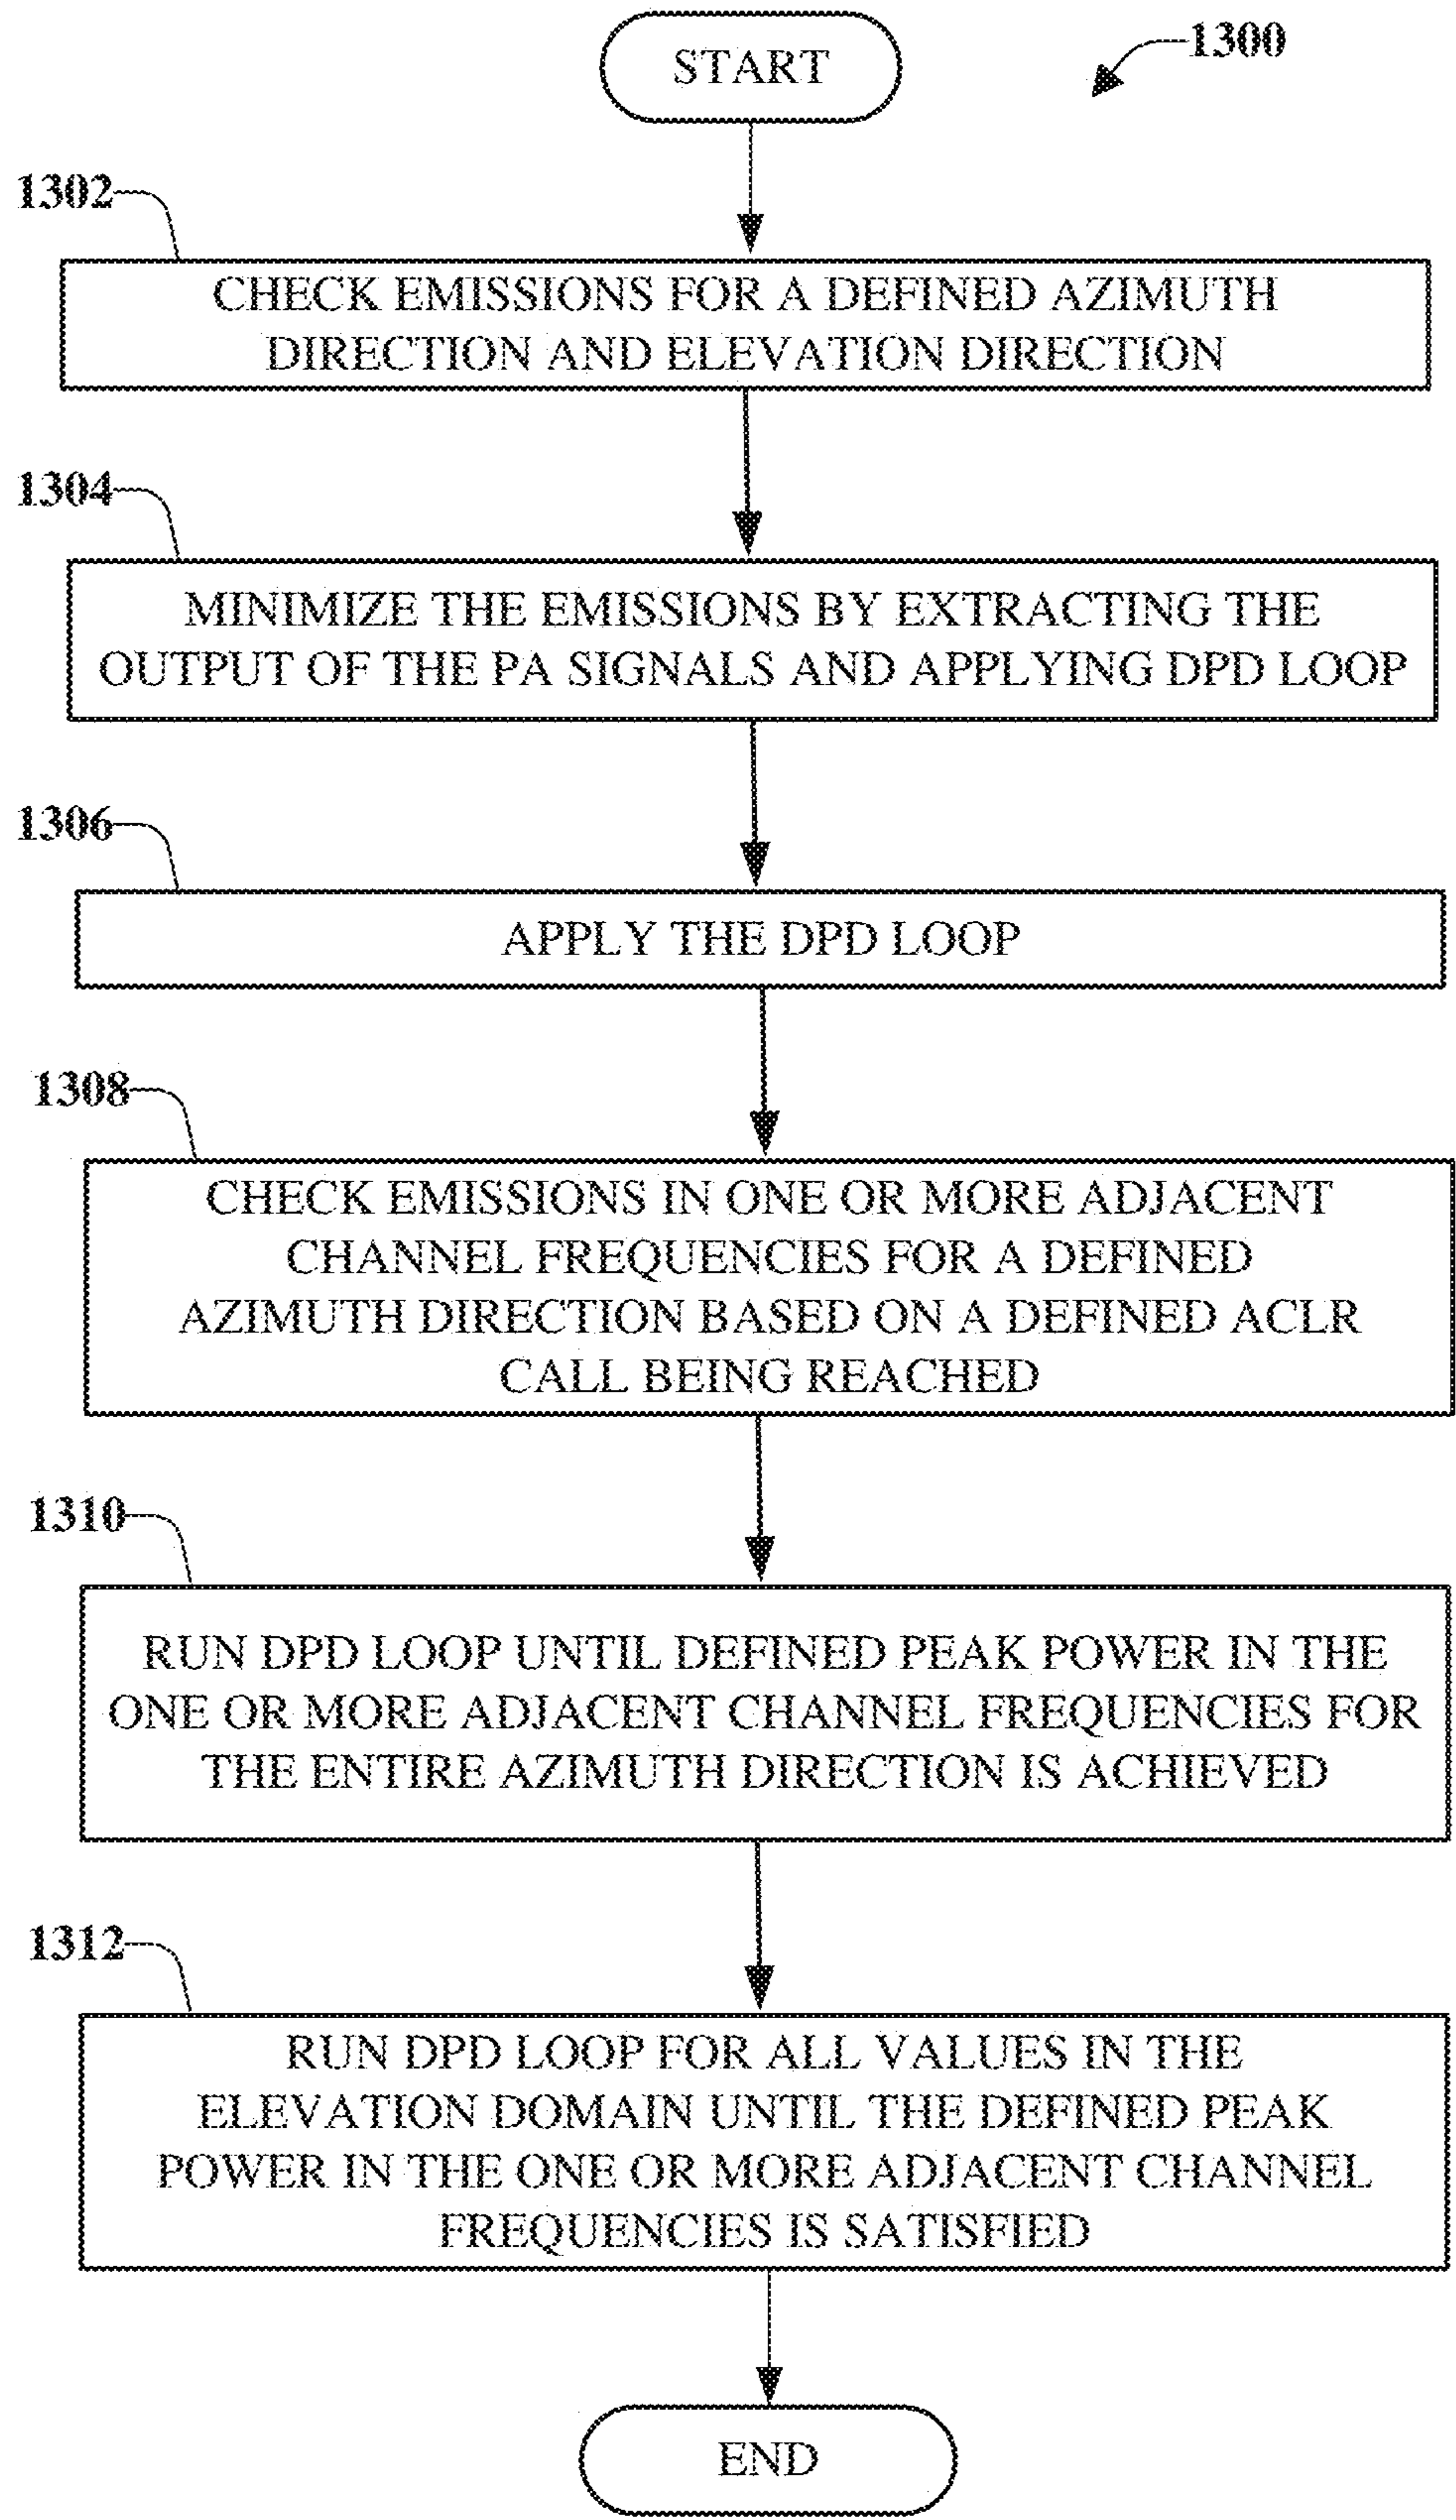 START
1300
1302
CHECK EMISSIONS FOR A DEFINED AZIMUTH
DIRECTION AND ELEVATION DIRECTION
1304
MINIMIZE THE EMISSIONS BY EXTRACTING THE
OUTPUT OF THE PA SIGNALS AND APPLYING DPD LOOP
1306
APPLY THE DPD LOOP
1308
CHECK EMISSIONS IN ONE OR MORE ADJACENT
CHANNEL FREQUENCIES FOR A DEFINED
AZIMUTH DIRECTION BASED ON A DEFINED ACLR
CALL BEING REACHED
1310
RUN DPD LOOP UNTIL DEFINED PEAK POWER IN THE
ONE OR MORE ADJACENT CHANNEL FREQUENCIES FOR
THE ENTIRE AZIMUTH DIRECTION IS ACHIEVED
1312
RUN DPD LOOP FOR ALL VALUES IN THE
ELEVATION DOMAIN UNTIL THE DEFINED PEAK
POWER IN THE ONE OR MORE ADJACENT CHANNEL
FREQUENCIES IS SATISFIED
END